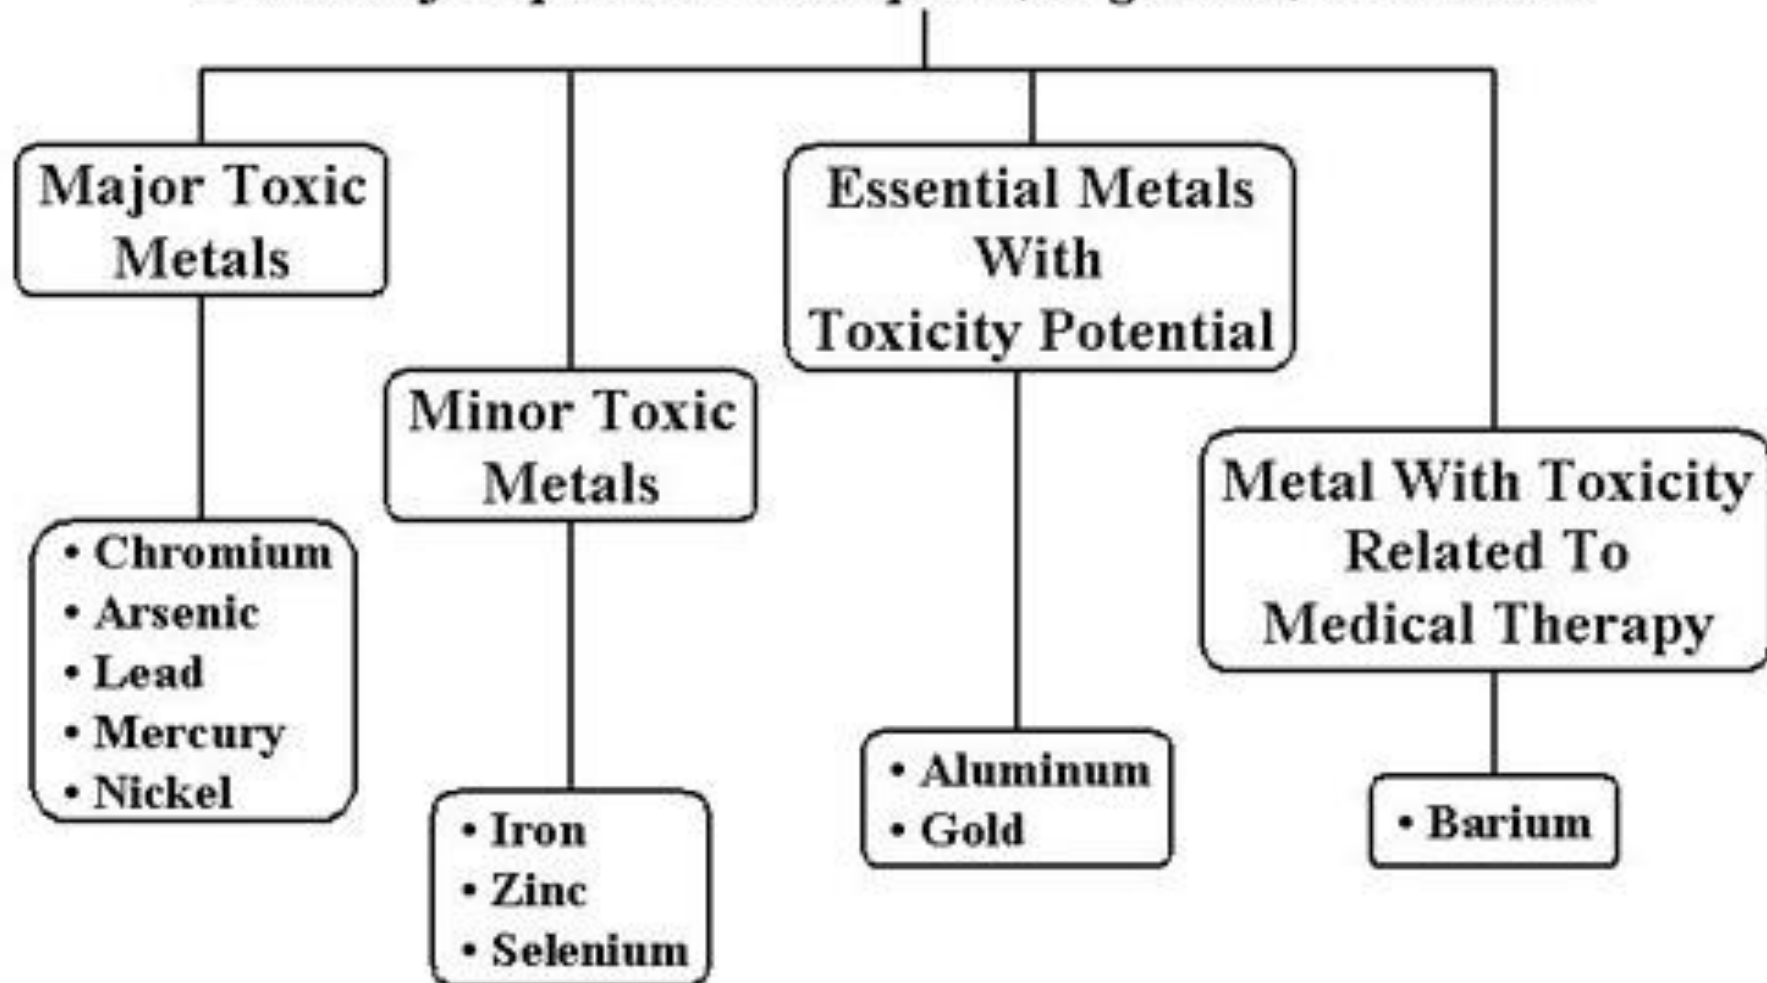 Major Toxic
Metals
Essential Metals
With
Toxicity Potential
Minor Toxic
Metals
Metal With Toxicity
Related To
Medical Therapy
• Chromium
• Arsenic
• Lead
• Mercury
• Nickel
• Iron
• Zinc
• Selenium
• Aluminum
• Gold
• Barium